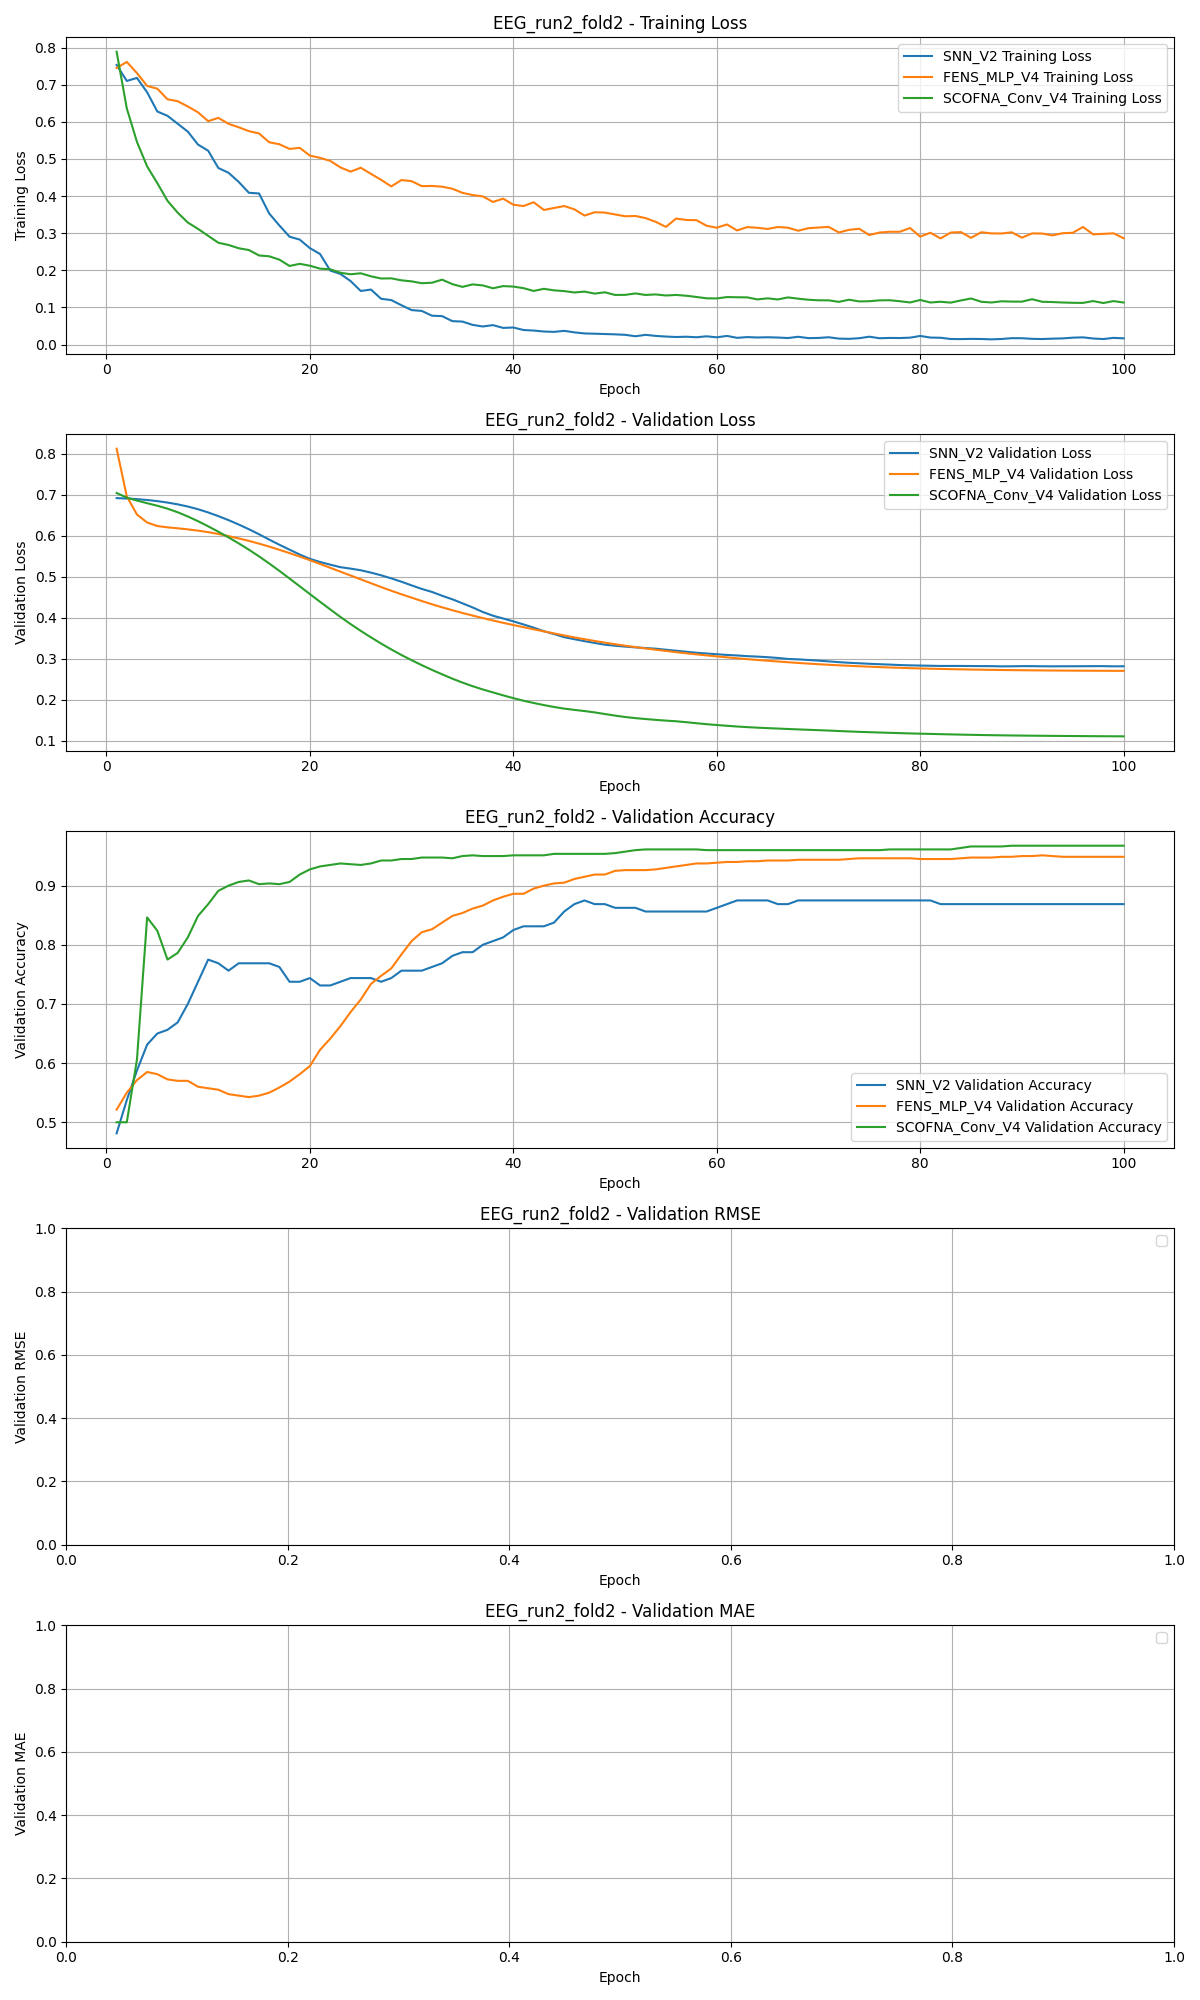 EEG_run2_fold2 - Training Loss
0.8
0.7
0.6
0.5
0.4
0.3
0.2
0.1
0.0
Training Loss
SNN_V2 Training Loss
FENS_MLP_V4 Training Loss
SCOFNA_Conv_V4 Training Loss
0 20 40 60 80 100
Epoch
EEG_run2_fold2 - Validation Loss
0.8
0.7
0.6
0.5
0.4
0.3
0.2
0.1
Validation Loss
SNN_V2 Validation Loss
FENS_MLP_V4 Validation Loss
SCOFNA_Conv_V4 Validation Loss
0 20 40 60 80 100
Epoch
EEG_run2_fold2 - Validation Accuracy
0.9
0.8
0.7
0.6
0.5
Validation Accuracy
SNN_V2 Validation Accuracy
FENS_MLP_V4 Validation Accuracy
SCOFNA_Conv_V4 Validation Accuracy
0 20 40 60 80 100
Epoch
EEG_run2_fold2 - Validation RMSE
1.0
0.8
0.6
0.4
0.2
0.0
Validation RMSE
0.0 0.2 0.4 0.6 0.8 1.0
Epoch
EEG_run2_fold2 - Validation MAE
1.0
0.8
0.6
0.4
0.2
0.0
Validation MAE
0.0 0.2 0.4 0.6 0.8 1.0
Epoch